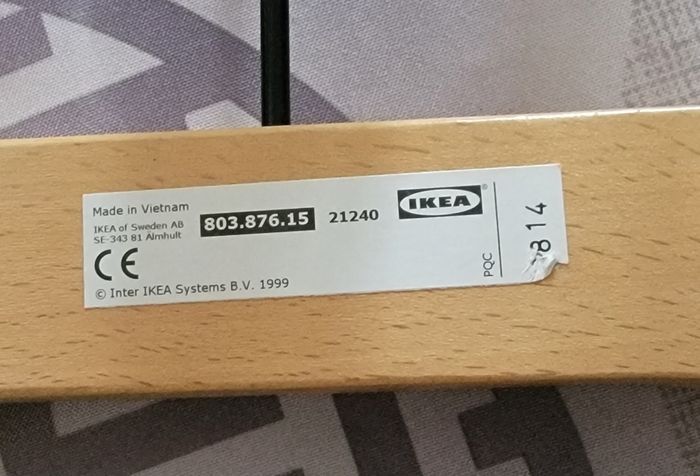 Made in Vietnam
IKEA of Sweden AB
SE-343 81 Älmhult
803.876.15
21240
IKEA®
CE
© Inter IKEA Systems B.V. 1999
PQC
814